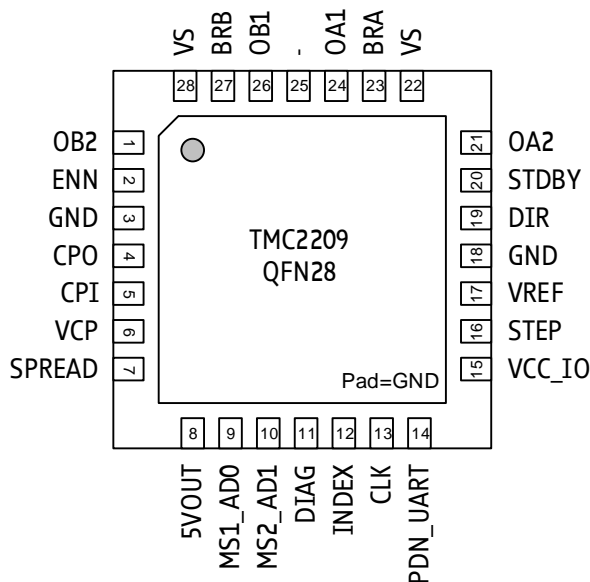 VS
BRB
OB1
-
OA1
BRA
VS
28
27
26
25
24
23
22
OB2
1
ENN
2
GND
3
CPO
4
CPI
5
VCP
6
SPREAD
7
TMC2209
QFN28
Pad=GND
21
OA2
20
STDBY
19
DIR
18
GND
17
VREF
16
STEP
15
VCC_IO
8
9
10
11
12
13
14
5VOUT
MS1_AD0
MS2_AD1
DIAG
INDEX
CLK
PDN_UART